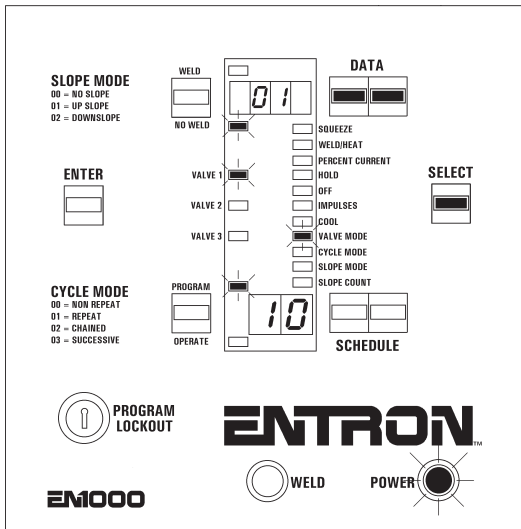 SLOPE MODE
00 = NO SLOPE
01 = UP SLOPE
02 = DOWNSLOPE
WELD
NO WELD
01
DATA
SQUEEZE
WELD/HEAT
PERCENT CURRENT
HOLD
OFF
IMPULSES
COOL
VALVE MODE
CYCLE MODE
SLOPE MODE
SLOPE COUNT
ENTER
VALVE 1
VALVE 2
VALVE 3
SELECT
CYCLE MODE
00 = NON REPEAT
01 = REPEAT
02 = CHAINED
03 = SUCCESSIVE
PROGRAM
OPERATE
10
SCHEDULE
PROGRAM
LOCKOUT
ENTRON™
EN1000
WELD
POWER